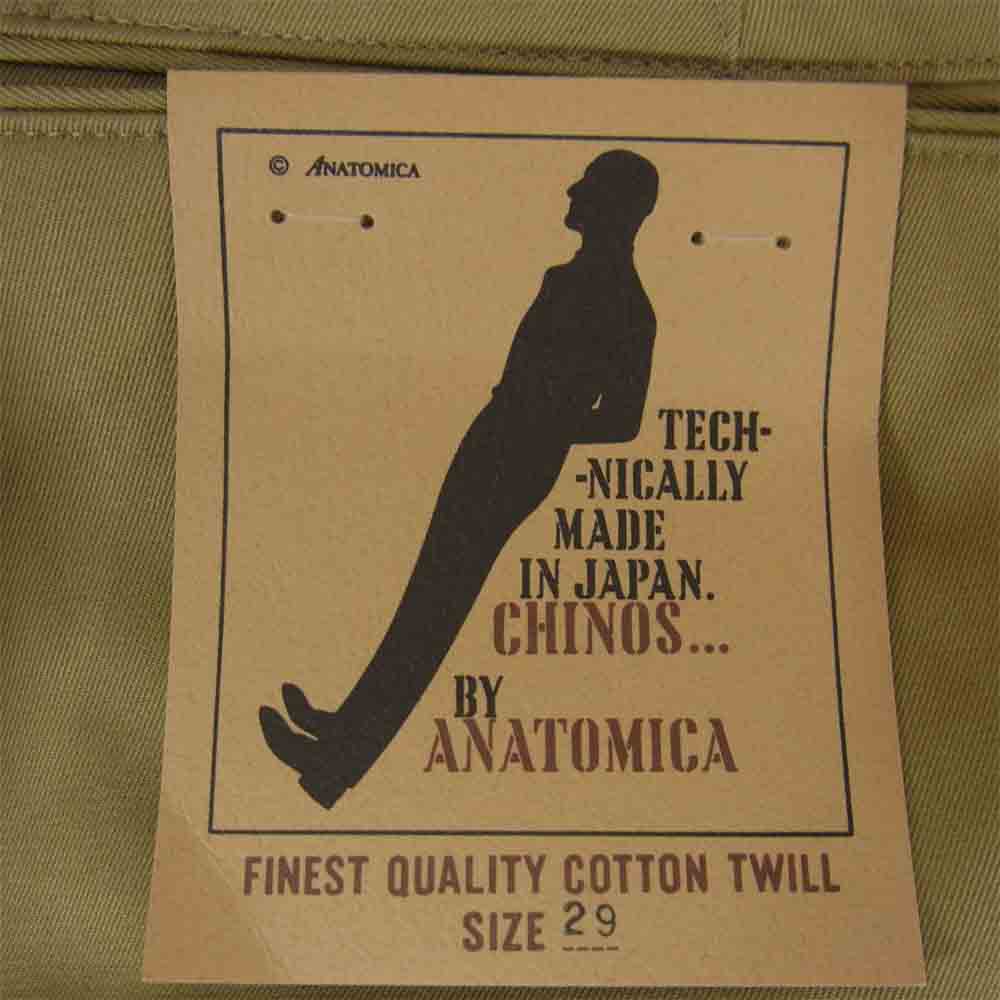 © ANATOMICA
TECH-
-NICALLY
MADE
IN JAPAN.
CHINOS...
BY
ANATOMICA
FINEST QUALITY COTTON TWILL
SIZE 29